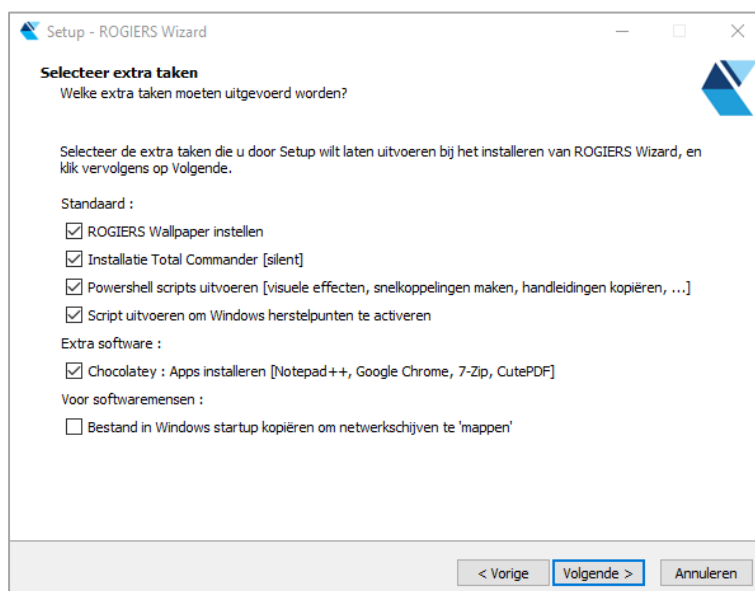 Setup - ROGIERS Wizard
Selecteer extra taken
Welke extra taken moeten uitgevoerd worden?
Selecteer de extra taken die u door Setup wilt laten uitvoeren bij het installeren van ROGIERS Wizard, en
klik vervolgens op Volgende.
Standaard :
ROGIERS Wallpaper instellen
Installatie Total Commander [silent]
Powershell scripts uitvoeren [visuele effecten, snelkoppelingen maken, handleidingen kopiëren, ...]
Script uitvoeren om Windows herstelpunten te activeren
Extra software :
Chocolatey : Apps installeren [Notepad++, Google Chrome, 7-Zip, CutePDF]
Voor softwaremensen :
Bestand in Windows startup kopiëren om netwerkschijven te 'mappen'
< Vorige Volgende > Annuleren